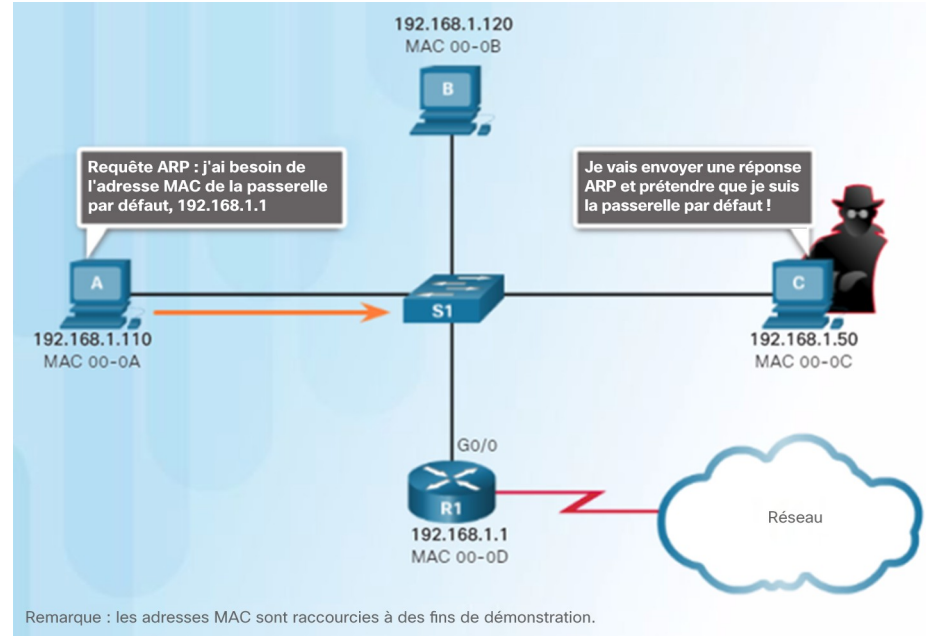 192.168.1.120
MAC 00-0B
B
Requête ARP : j'ai besoin de
l'adresse MAC de la passerelle
par défaut, 192.168.1.1
Je vais envoyer une réponse
ARP et prétendre que je suis
la passerelle par défaut !
A
S1
C
192.168.1.110
MAC 00-0A
192.168.1.50
MAC 00-0C
G0/0
R1
192.168.1.1
MAC 00-0D
Réseau
Remarque : les adresses MAC sont raccourcies à des fins de démonstration.